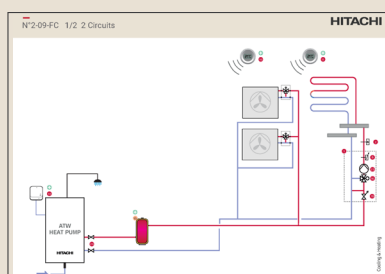 N°2-09-FC 1/2 2 Circuits
HITACHI
ATW
HEAT PUMP
HITACHI
Cooling & Heating